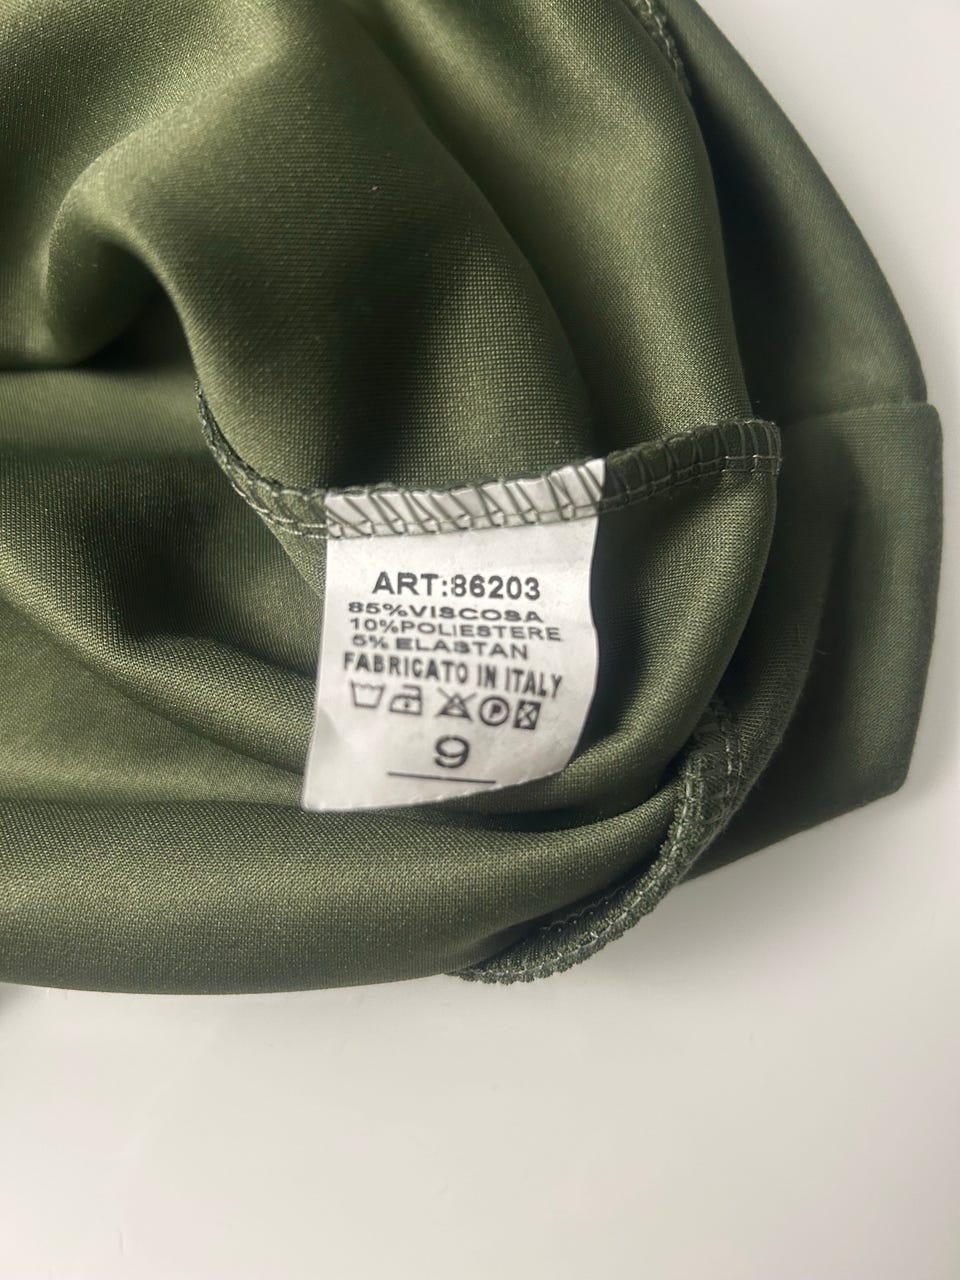 ART:86203
85%VISCOSA
10%POLIESTERE
5% ELASTAN
FABRICATO IN ITALY
P
9